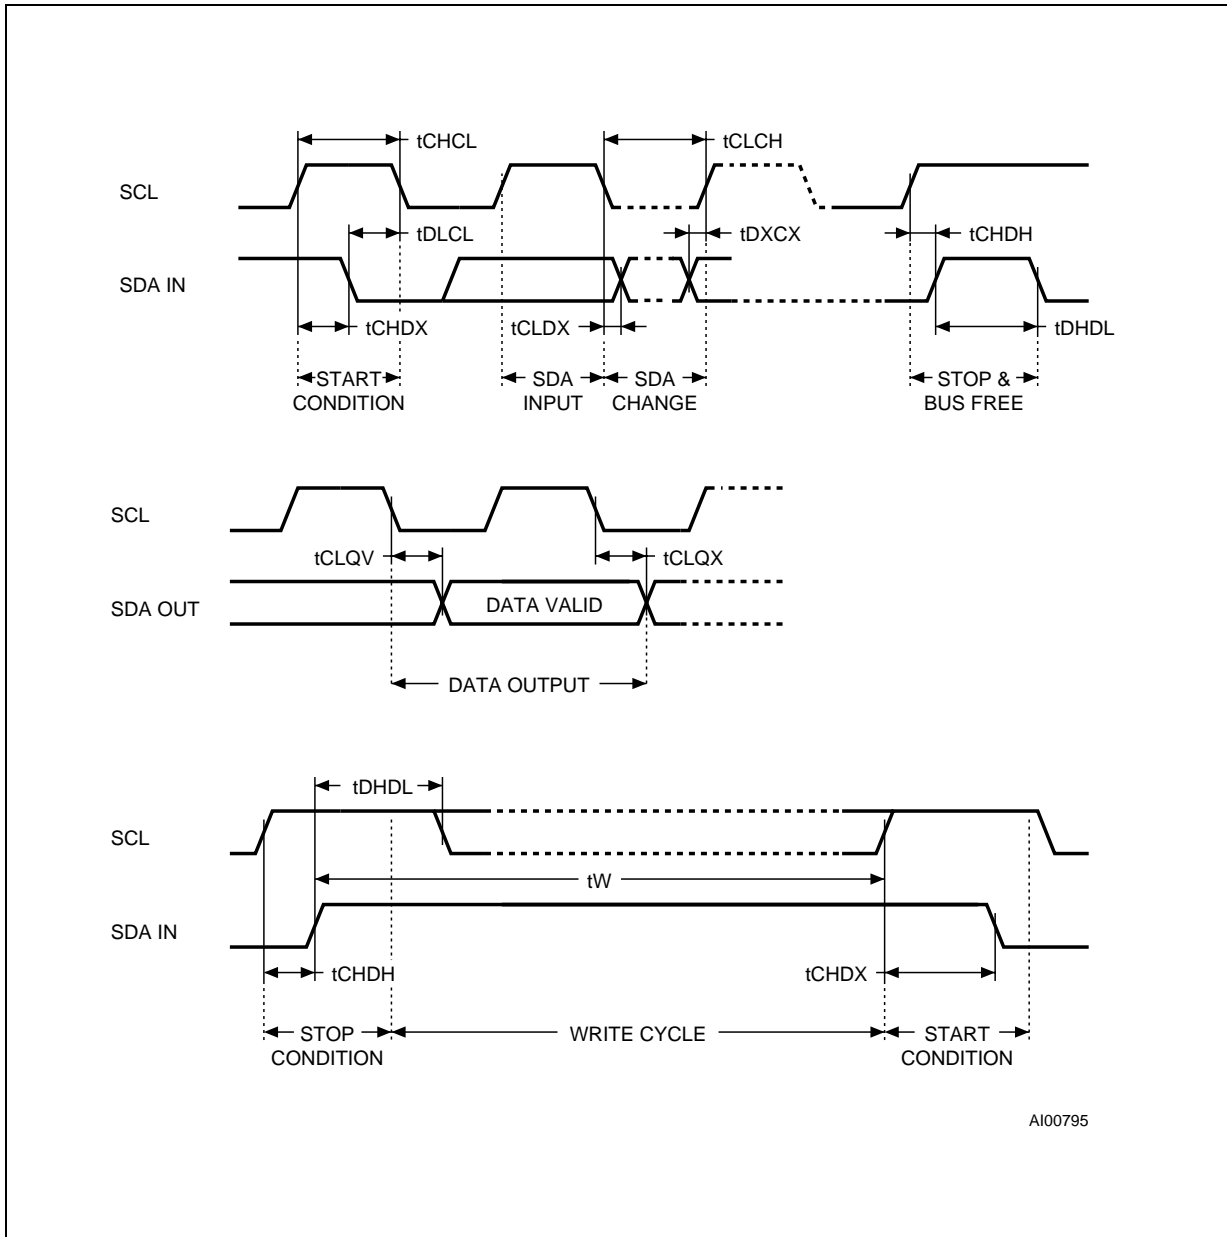 tCHCL
tCLCH
SCL
tDLCL
tDXCX
tCHDH
SDA IN
tCHDX
tCLDX
tDHDL
START
CONDITION
SDA
INPUT
SDA
CHANGE
STOP &
BUS FREE
SCL
tCLQV
tCLQX
SDA OUT
DATA VALID
DATA OUTPUT
tDHDL
SCL
tW
SDA IN
tCHDH
tCHDX
STOP
CONDITION
WRITE CYCLE
START
CONDITION
AI00795